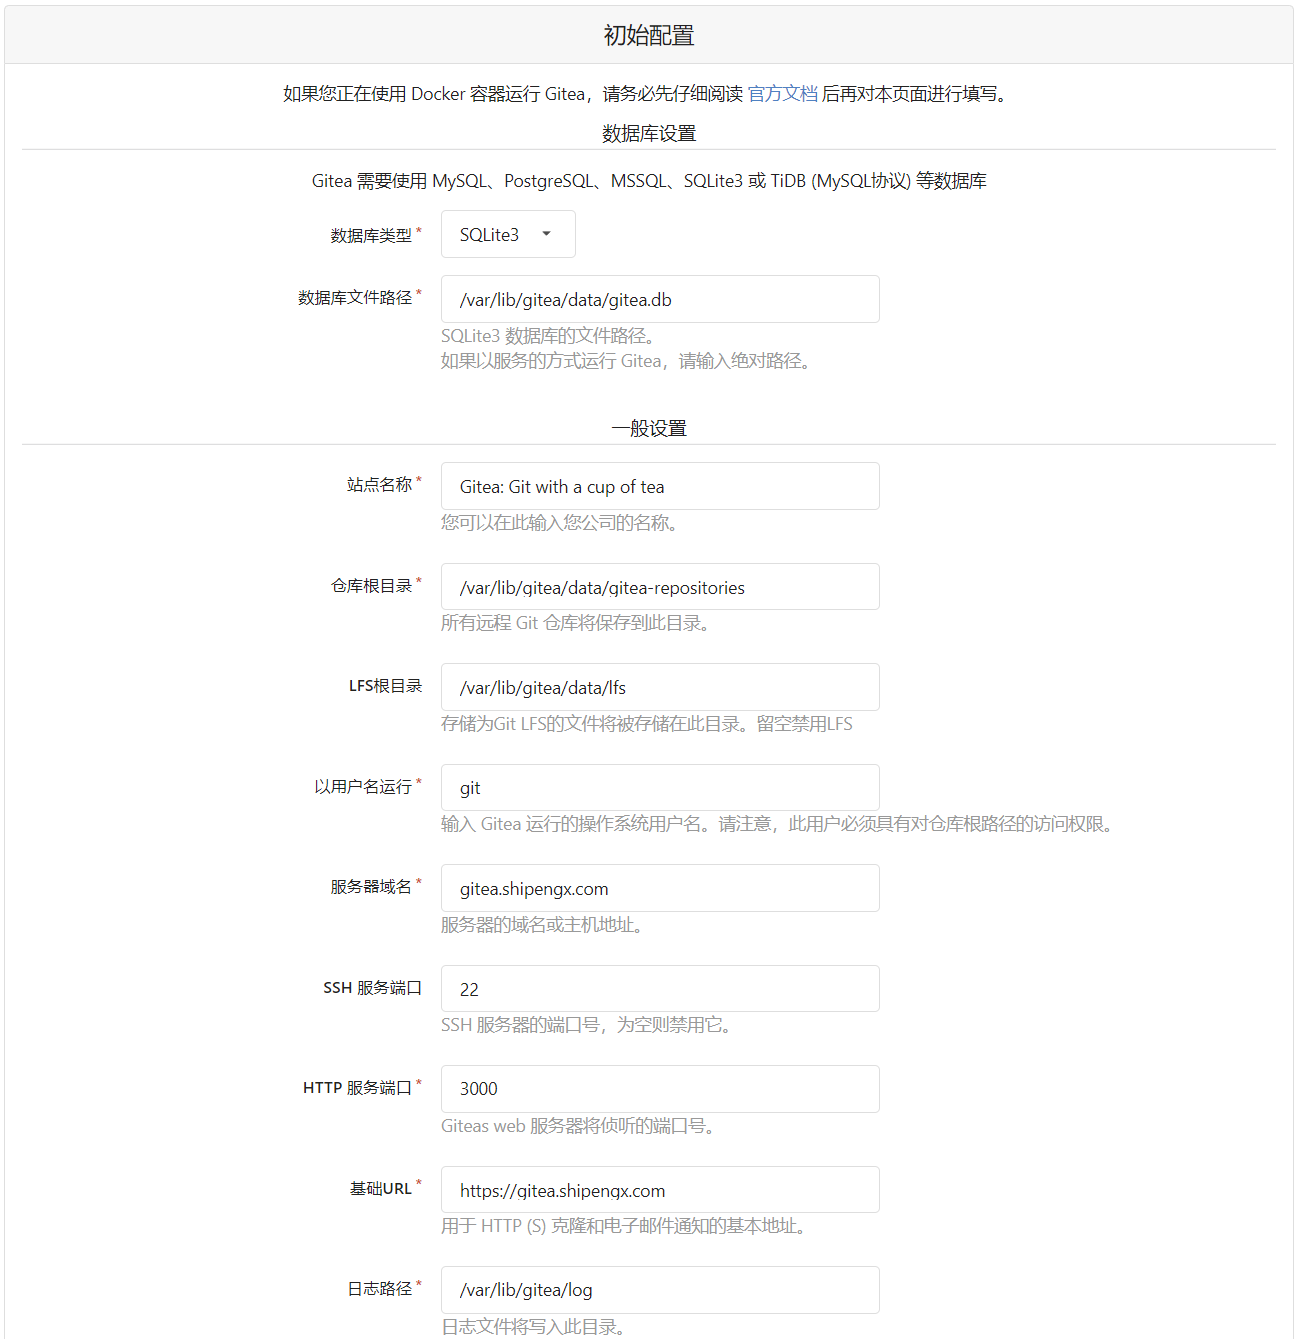 初始配置
如果您正在使用 Docker 容器运行 Gitea，请务必先仔细阅读 官方文档 后再对本页面进行填写。
数据库设置
Gitea 需要使用 MySQL、PostgreSQL、MSSQL、SQLite3 或 TiDB (MySQL协议) 等数据库
数据库类型* SQLite3
数据库文件路径* /var/lib/gitea/data/gitea.db
SQLite3 数据库的文件路径。
如果以服务的方式运行 Gitea，请输入绝对路径。
一般设置
站点名称* Gitea: Git with a cup of tea
您可以在此输入您公司的名称。
仓库根目录* /var/lib/gitea/data/gitea-repositories
所有远程 Git 仓库将保存到此目录。
LFS根目录 /var/lib/gitea/data/lfs
存储为Git LFS的文件将被存储在此目录。留空禁用LFS
以用户名运行* git
输入 Gitea 运行的操作系统用户名。请注意，此用户必须具有对仓库根路径的访问权限。
服务器域名* gitea.shipengx.com
服务器的域名或主机地址。
SSH 服务端口 22
SSH 服务器的端口号，为空则禁用它。
HTTP 服务端口* 3000
Giteas web 服务器将侦听的端口号。
基础URL* https://gitea.shipengx.com
用于 HTTP (S) 克隆和电子邮件通知的基本地址。
日志路径* /var/lib/gitea/log
日志文件将写入此目录。